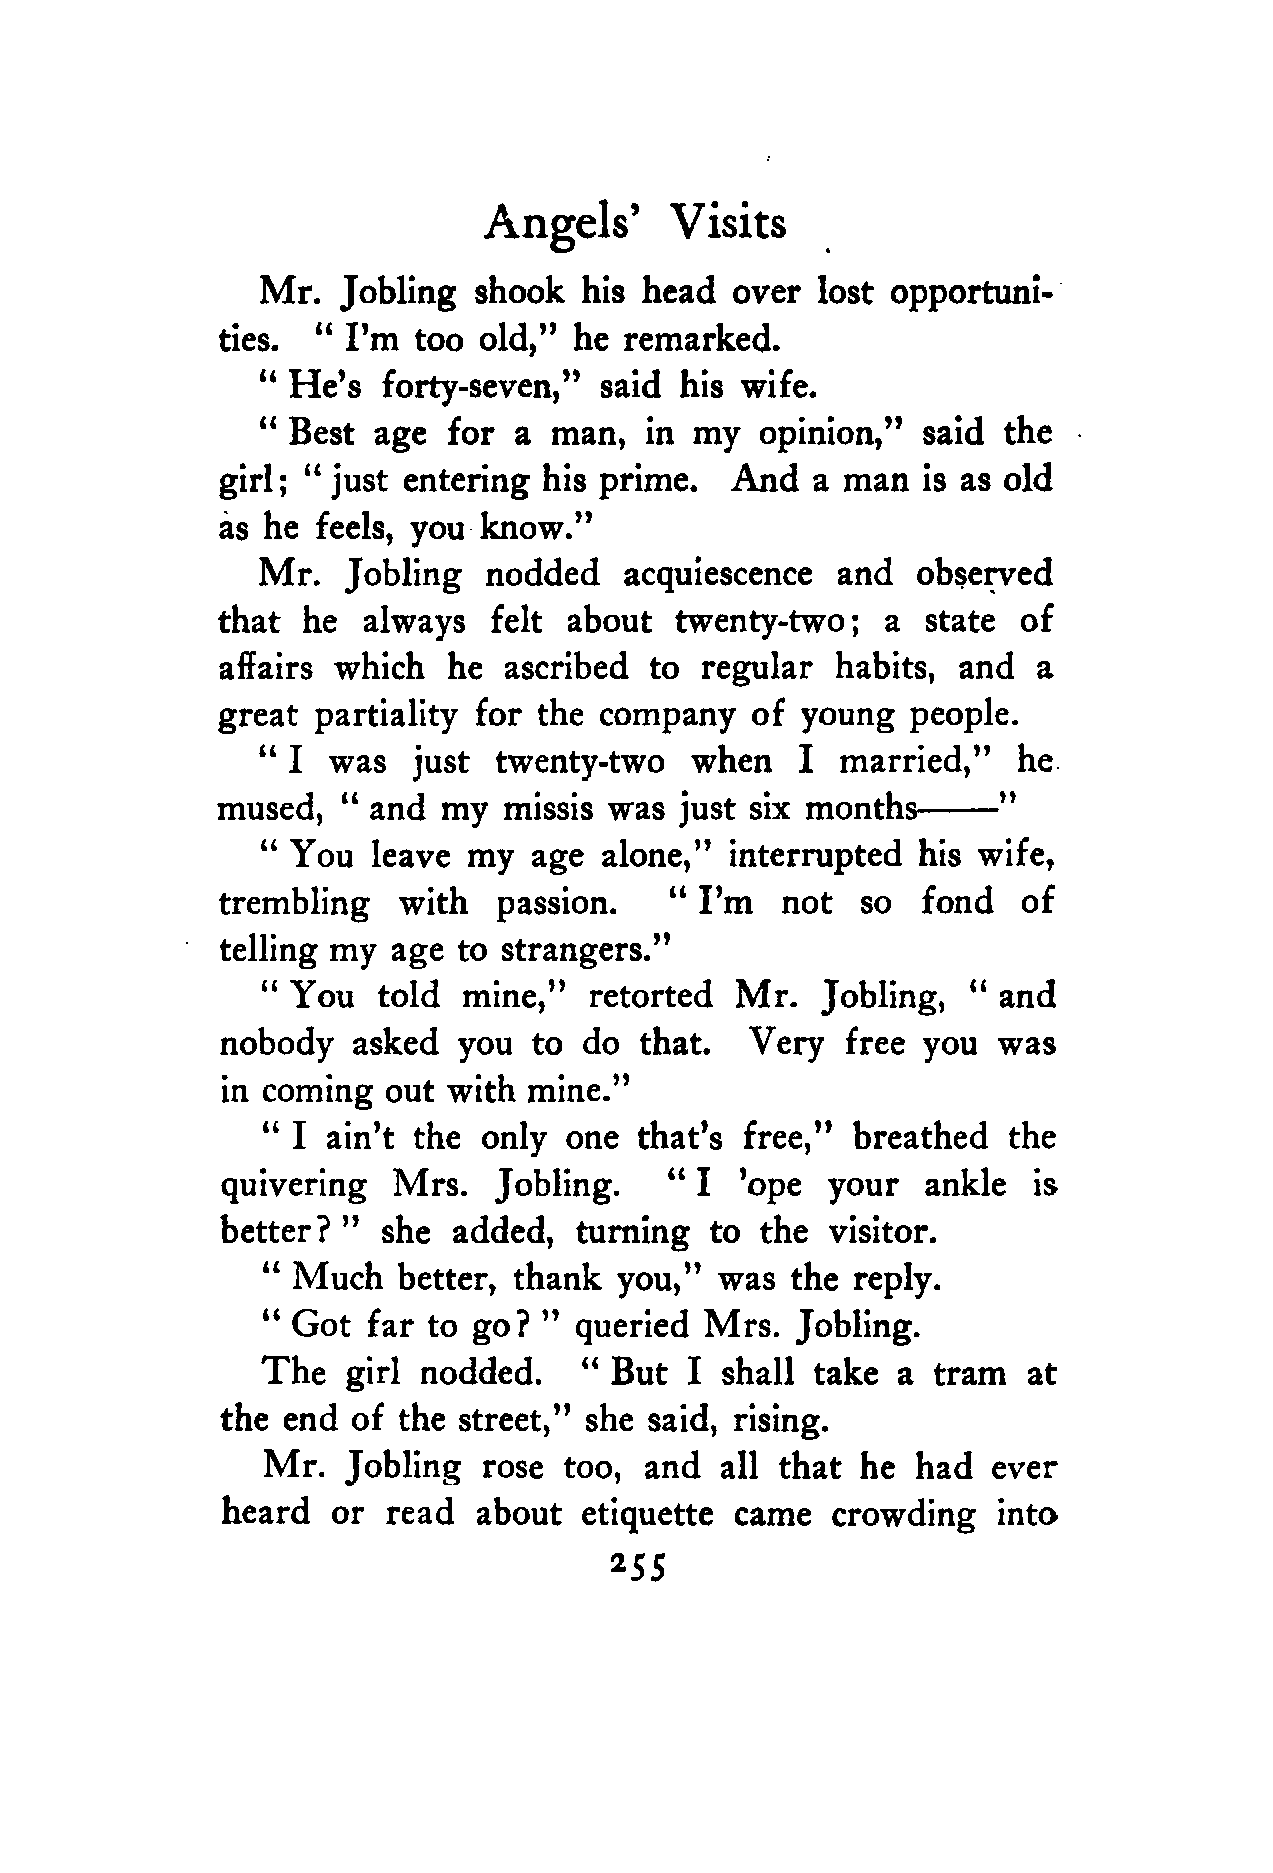 Angels' Visits
Mr. Jobling shook his head over lost opportuni-
ties. " I'm too old," he remarked.
" He's forty-seven," said his wife.
" Best age for a man, in my opinion," said the
girl; " just entering his prime. And a man is as old
as he feels, you know."
Mr. Jobling nodded acquiescence and observed
that he always felt about twenty-two; a state of
affairs which he ascribed to regular habits, and a
great partiality for the company of young people.
" I was just twenty-two when I married," he
mused, " and my missis was just six months——"
" You leave my age alone," interrupted his wife,
trembling with passion. " I'm not so fond of
telling my age to strangers."
" You told mine," retorted Mr. Jobling, " and
nobody asked you to do that. Very free you was
in coming out with mine."
" I ain't the only one that's free," breathed the
quivering Mrs. Jobling. " I 'ope your ankle is
better? " she added, turning to the visitor.
" Much better, thank you," was the reply.
" Got far to go? " queried Mrs. Jobling.
The girl nodded. " But I shall take a tram at
the end of the street," she said, rising.
Mr. Jobling rose too, and all that he had ever
heard or read about etiquette came crowding into
255